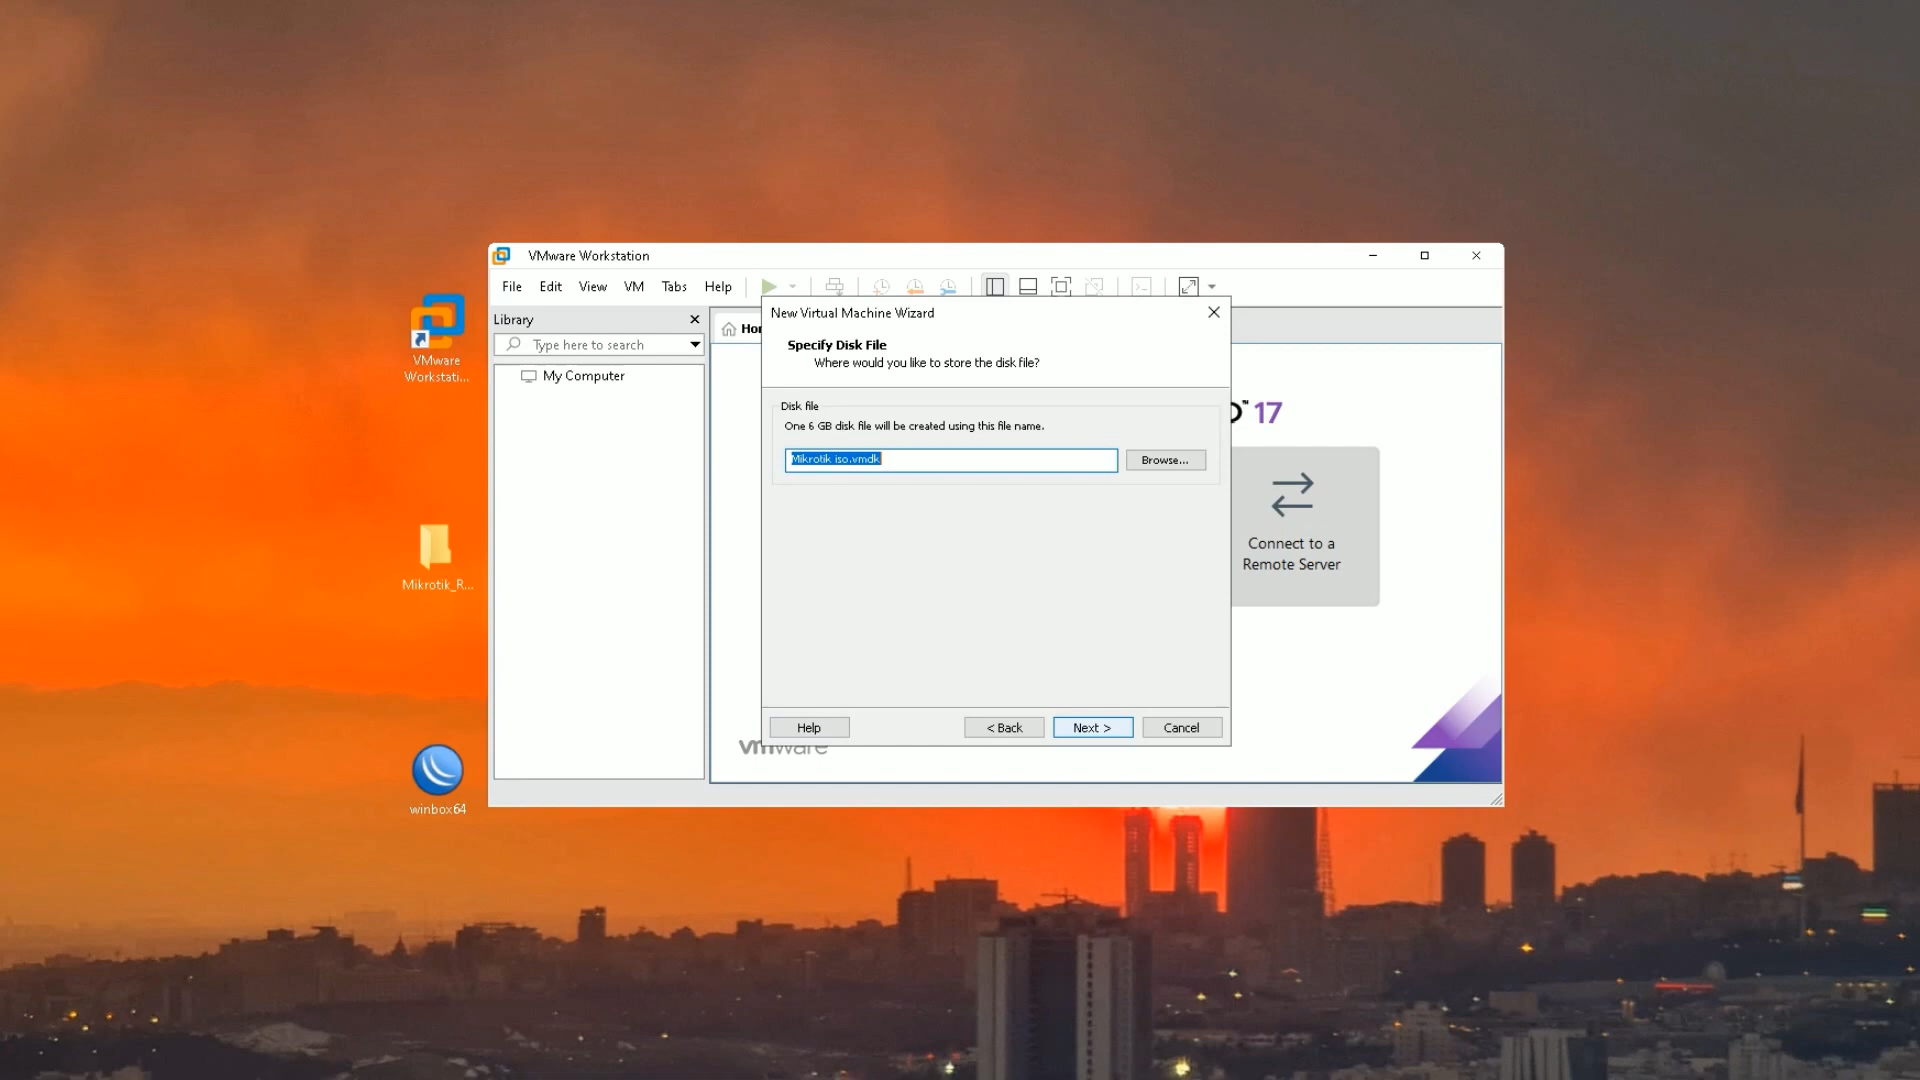 VMware Workstation
File Edit View VM Tabs Help
Library
Type here to search
My Computer
New Virtual Machine Wizard
Specify Disk File
Where would you like to store the disk file?
Disk file
One 6 GB disk file will be created using this file name.
Mikrotik iso.vmdk
Browse...
Help
< Back
Next >
Cancel
™ 17
Connect to a
Remote Server
vmware
VMware
Workstati...
Mikrotik_R...
winbox64